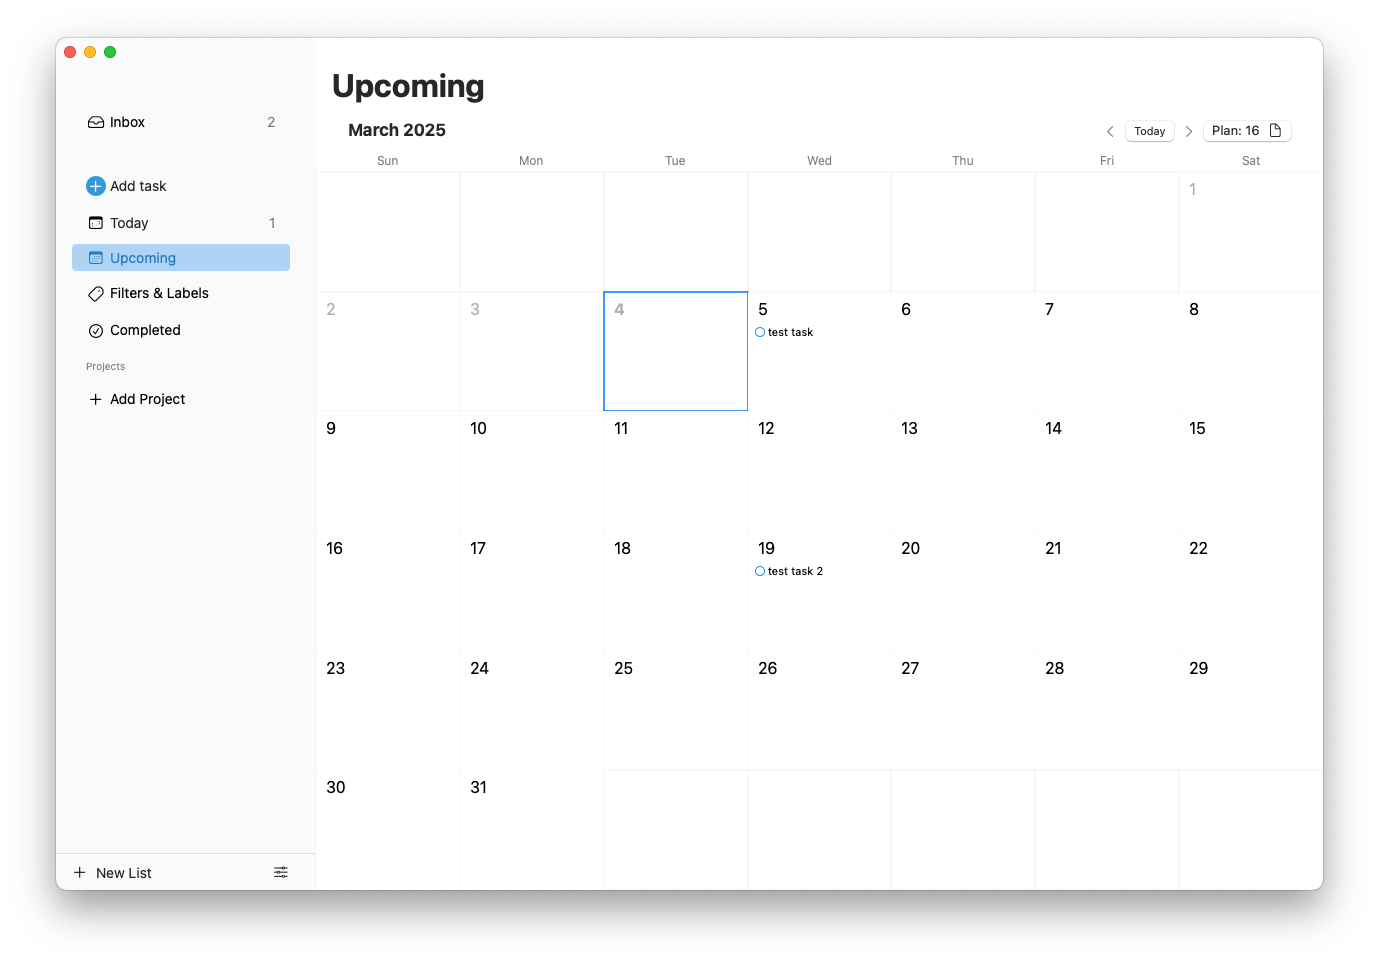 Inbox 2
Add task
Today 1
Upcoming
Filters & Labels
Completed
Projects
Add Project
New List
Upcoming
March 2025
Today
Plan: 16
Sun Mon Tue Wed Thu Fri Sat
1
2 3 4 5 6 7 8
test task
9 10 11 12 13 14 15
16 17 18 19 20 21 22
test task 2
23 24 25 26 27 28 29
30 31